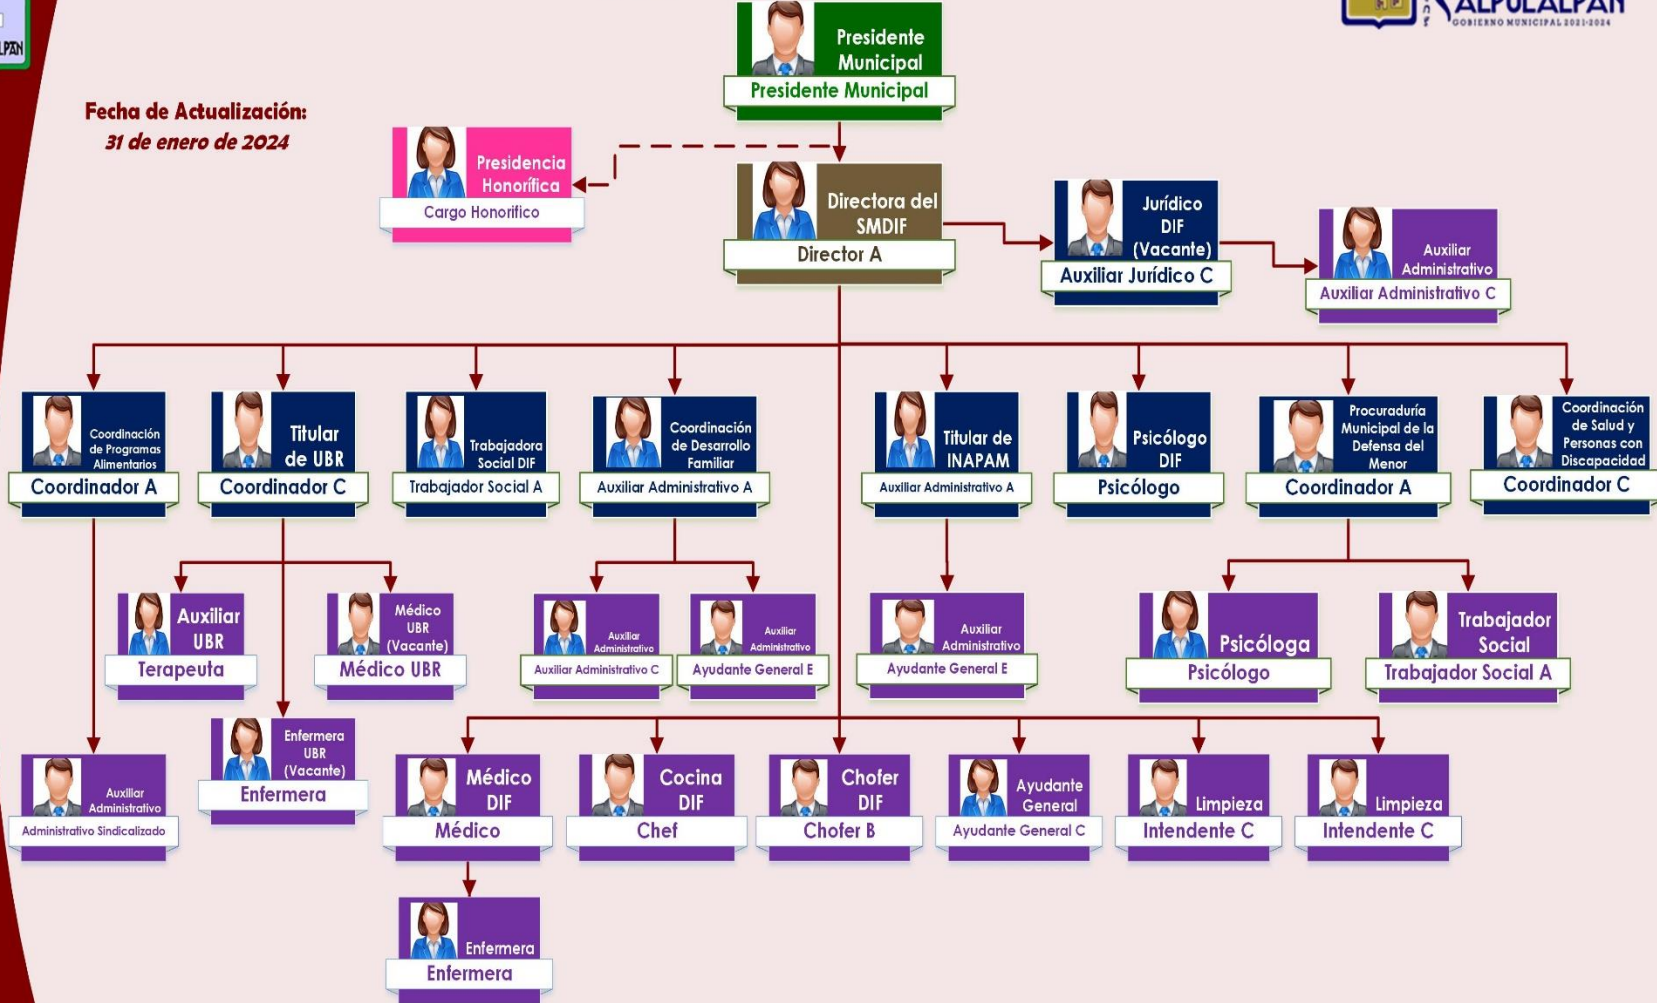 CALPULALPAN
GOBIERNO MUNICIPAL 2021-2024
Fecha de Actualización:
31 de enero de 2024
Presidente
Municipal
Presidente Municipal
Presidencia
Honorífica
Cargo Honorifico
Directora del
SMDIF
Director A
Jurídico
DIF
(Vacante)
Auxiliar Jurídico C
Auxiliar
Administrativo
Auxiliar Administrativo C
Coordinación
de Programas
Alimentarios
Coordinador A
Titular
de UBR
Coordinador C
Trabajadora
Social DIF
Trabajador Social A
Coordinación
de Desarrollo
Familiar
Auxiliar Administrativo A
Titular de
INAPAM
Auxiliar Administrativo A
Psicólogo
DIF
Psicólogo
Procuraduría
Municipal de la
Defensa del
Menor
Coordinador A
Coordinación
de Salud y
Personas con
Discapacidad
Coordinador C
Auxiliar
UBR
Terapeuta
Médico
UBR
(Vacante)
Médico UBR
Auxiliar
Administrativo
Auxiliar Administrativo C
Auxiliar
Administrativo
Ayudante General E
Auxiliar
Administrativo
Ayudante General E
Psicóloga
Psicólogo
Trabajador
Social
Trabajador Social A
Auxiliar
Administrativo
Administrativo Sindicalizado
Enfermera
UBR
(Vacante)
Enfermera
Médico
DIF
Médico
Cocina
DIF
Chef
Chofer
DIF
Chofer B
Ayudante
General
Ayudante General C
Limpieza
Intendente C
Limpieza
Intendente C
Enfermera
Enfermera